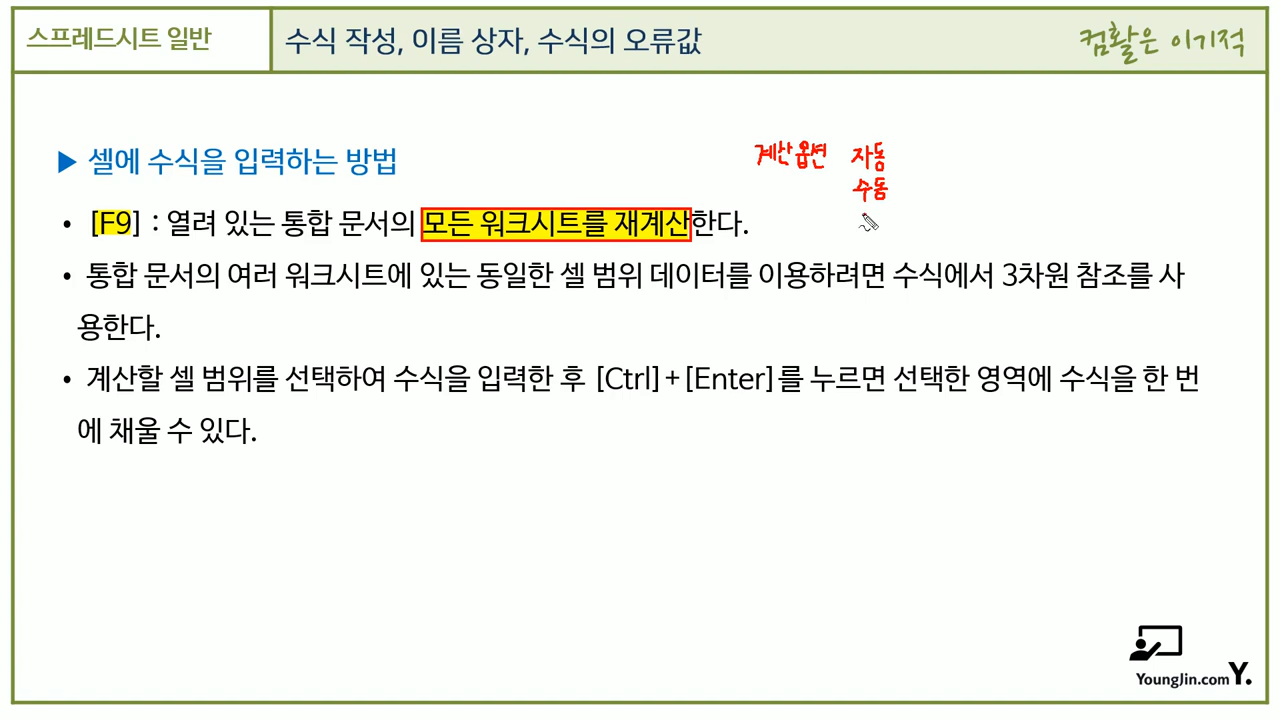 스프레드시트 일반
수식 작성, 이름 상자, 수식의 오류값
컴활은 이기적
▶ 셀에 수식을 입력하는 방법
계산옵션 자동
수동
• [F9] : 열려 있는 통합 문서의 모든 워크시트를 재계산한다.
• 통합 문서의 여러 워크시트에 있는 동일한 셀 범위 데이터를 이용하려면 수식에서 3차원 참조를 사
용한다.
• 계산할 셀 범위를 선택하여 수식을 입력한 후 [Ctrl]+[Enter]를 누르면 선택한 영역에 수식을 한 번
에 채울 수 있다.
YoungJin.com Y.